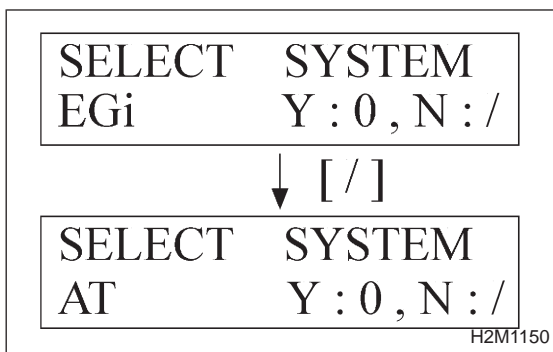 SELECT SYSTEM
EGi Y : 0 , N : /
[ / ]
SELECT SYSTEM
AT Y : 0 , N : /
H2M1150